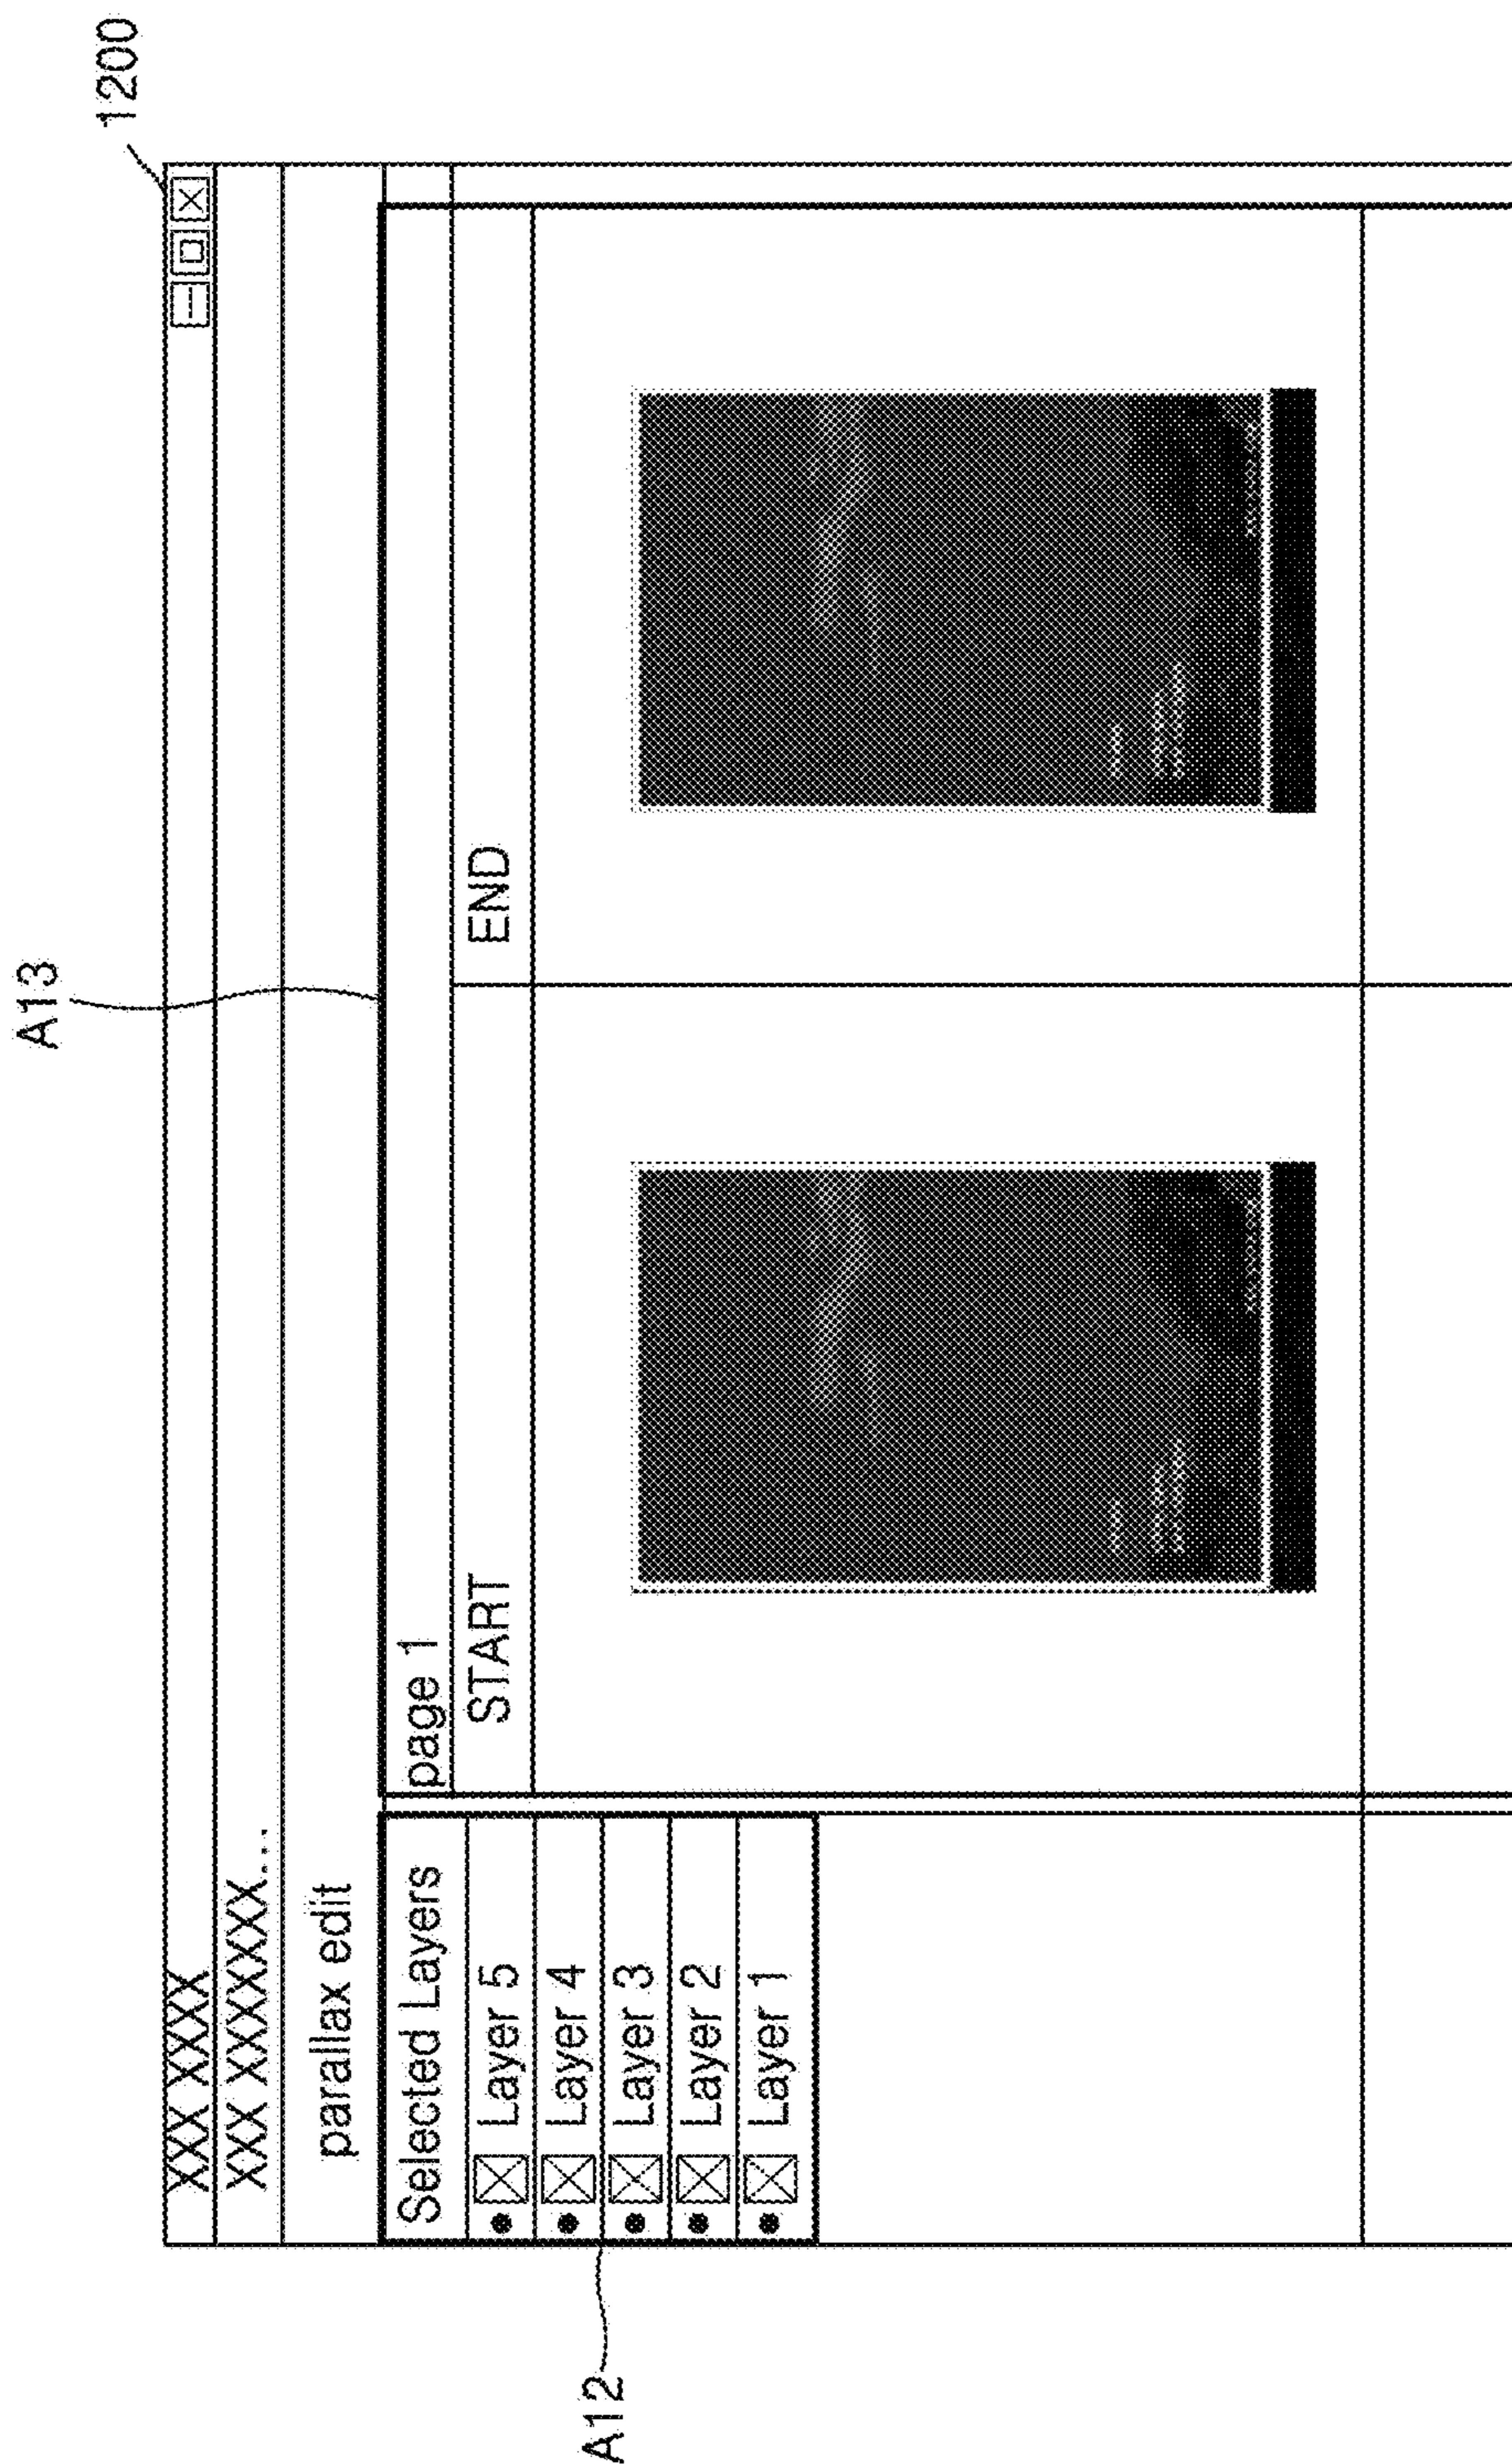 1200
A13
XXX XXXX
XXX XXXXXXX...
parallax edit
Selected Layers
Layer 5
Layer 4
Layer 3
Layer 2
Layer 1
page 1
START
END
A12